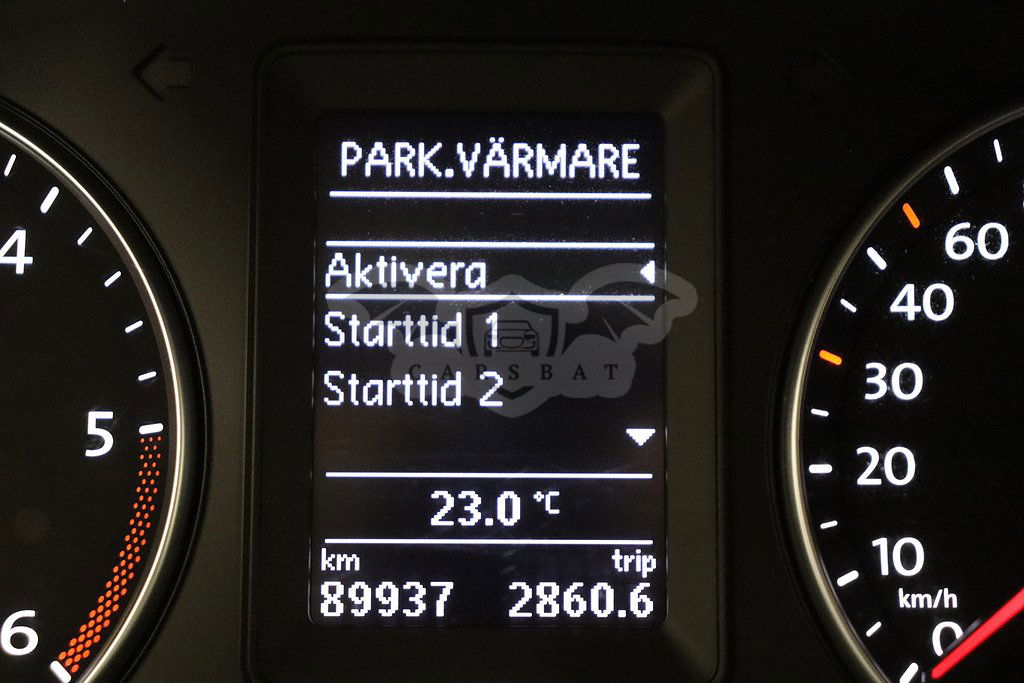 PARK.VÄRMARE
Aktivera
Starttid 1
Starttid 2
CARSBAT
23.0 °C
km trip
89937 2860.6
4
5
6
60
40
30
20
10
km/h
0